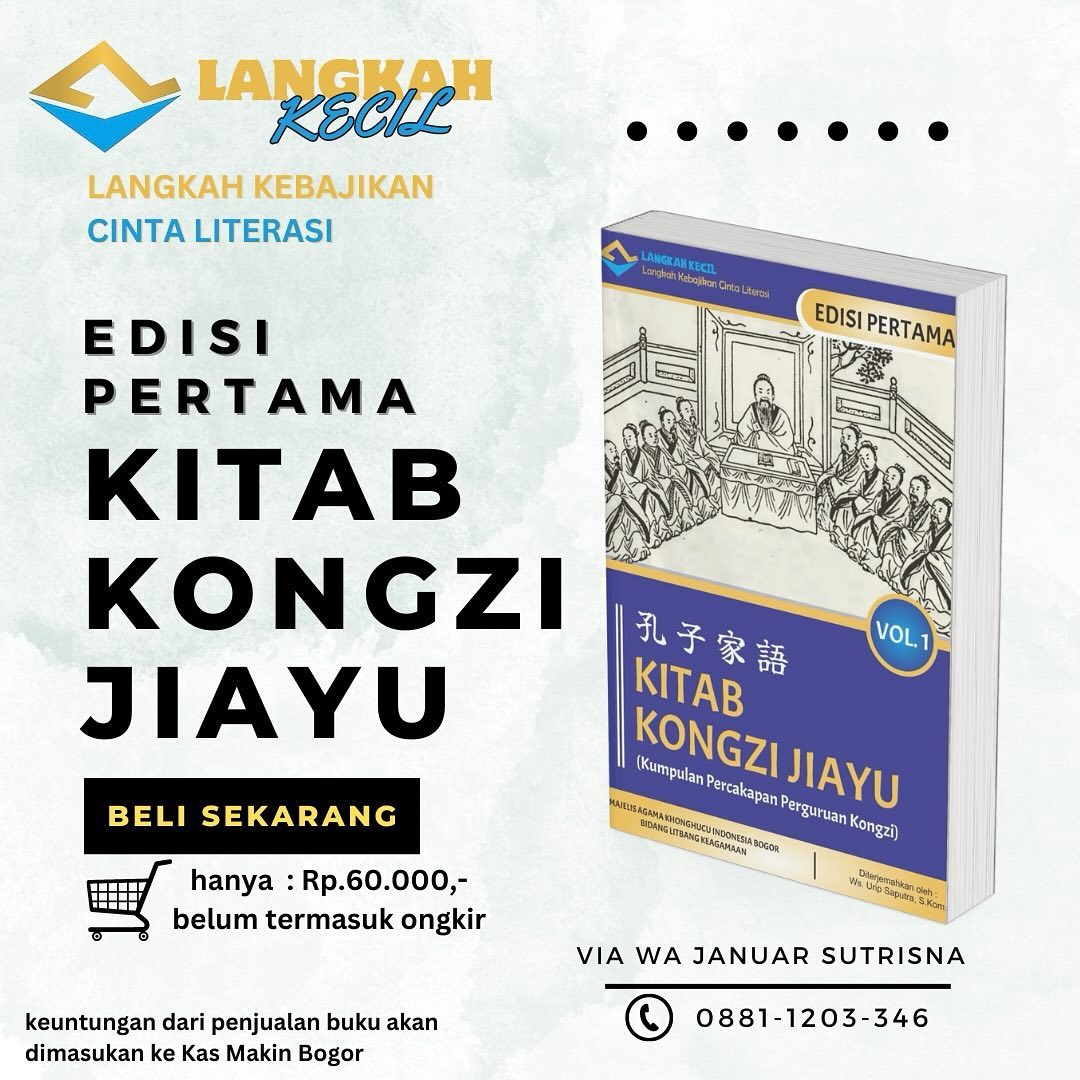 LANGKAH
KECIL
LANGKAH KEBAJIKAN
CINTA LITERASI
EDISI
PERTAMA
KITAB
KONGZI
JIAYU
BELI SEKARANG
hanya : Rp.60.000,-
belum termasuk ongkir
keuntungan dari penjualan buku akan
dimasukan ke Kas Makin Bogor
LANGKAH KECIL
Langkah Kebajikan Cinta Literasi
EDISI PERTAMA
VOL. 1
孔子家語
KITAB
KONGZI JIAYU
(Kumpulan Percakapan Perguruan Kongzi)
MAJELIS AGAMA KHONGHUCU INDONESIA BOGOR
BIDANG LITBANG KEAGAMAAN
Diterjemahkan oleh :
Ws. Urip Saputra, S.Kom
VIA WA JANUAR SUTRISNA
0881-1203-346